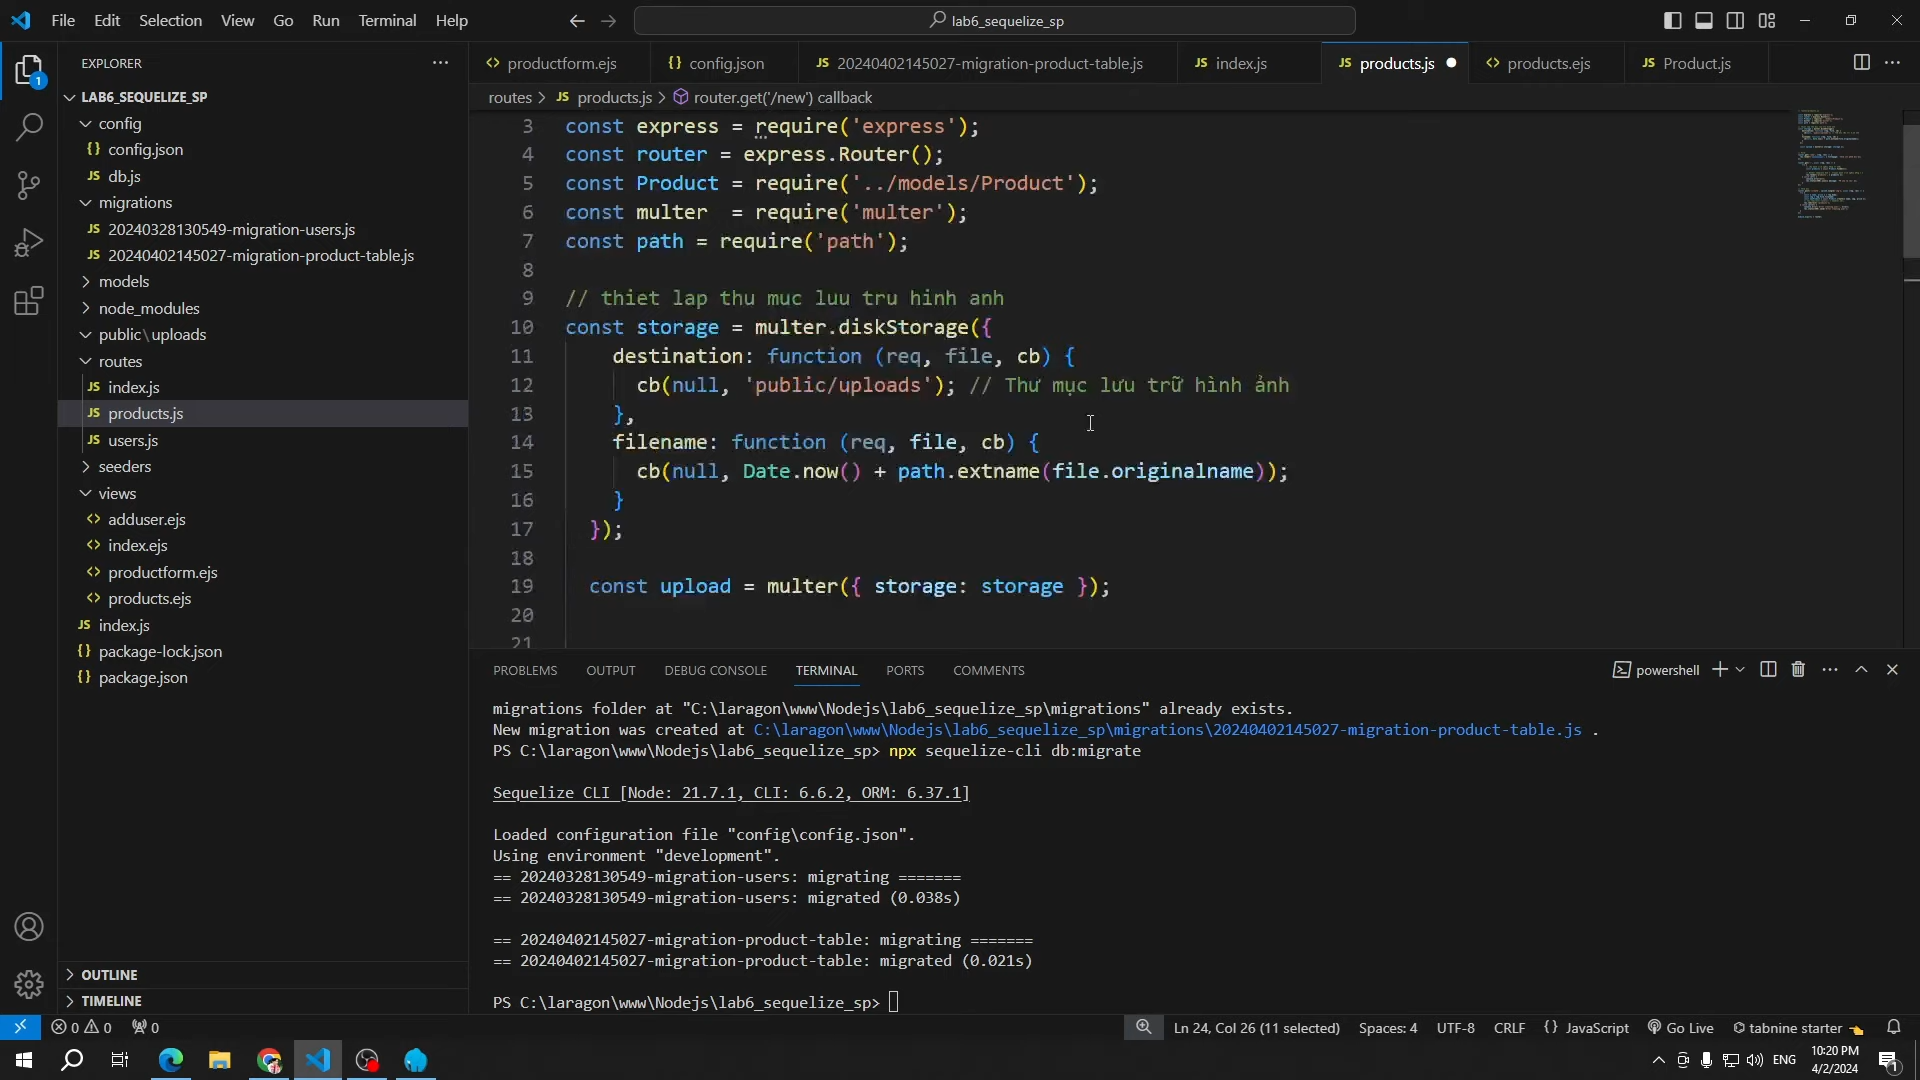 File Edit Selection View Go Run Terminal Help
lab6_sequelize_sp
EXPLORER
LAB6_SEQUELIZE_SP
config
config.json
db.js
migrations
20240328130549-migration-users.js
20240402145027-migration-product-table.js
models
node_modules
public\uploads
routes
index.js
products.js
users.js
seeders
views
adduser.ejs
index.ejs
productform.ejs
products.ejs
index.js
package-lock.json
package.json
OUTLINE
TIMELINE
productform.ejs config.json 20240402145027-migration-product-table.js index.js products.js products.ejs Product.js
routes > products.js > router.get('/new') callback
3 const express = require('express');
4 const router = express.Router();
5 const Product = require('../models/Product');
6 const multer  = require('multer');
7 const path = require('path');
8
9 // thiet lap thu muc luu tru hinh anh
10 const storage = multer.diskStorage({
11 destination: function (req, file, cb) {
12 cb(null, 'public/uploads'); // Thư mục lưu trữ hình ảnh
13 },
14 filename: function (req, file, cb) {
15 cb(null, Date.now() + path.extname(file.originalname));
16 }
17 });
18
19 const upload = multer({ storage: storage });
20
21
PROBLEMS OUTPUT DEBUG CONSOLE TERMINAL PORTS COMMENTS
powershell
migrations folder at "C:\laragon\www\Nodejs\lab6_sequelize_sp\migrations" already exists.
New migration was created at C:\laragon\www\Nodejs\lab6_sequelize_sp\migrations\20240402145027-migration-product-table.js .
PS C:\laragon\www\Nodejs\lab6_sequelize_sp> npx sequelize-cli db:migrate
Sequelize CLI [Node: 21.7.1, CLI: 6.6.2, ORM: 6.37.1]
Loaded configuration file "config\config.json".
Using environment "development".
== 20240328130549-migration-users: migrating =======
== 20240328130549-migration-users: migrated (0.038s)
== 20240402145027-migration-product-table: migrating =======
== 20240402145027-migration-product-table: migrated (0.021s)
PS C:\laragon\www\Nodejs\lab6_sequelize_sp>
0 0 0 Ln 24, Col 26 (11 selected) Spaces: 4 UTF-8 CRLF {} JavaScript Go Live tabnine starter
ENG 10:20 PM
4/2/2024